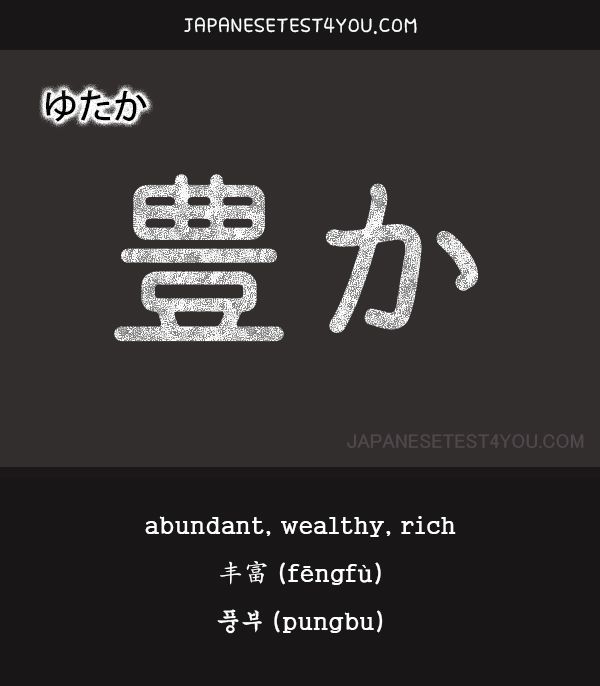 JAPANESETEST4YOU.COM
ゆたか
豊か
JAPANESETEST4YOU.COM
abundant, wealthy, rich
丰富 (fēngfù)
풍부 (pungbu)